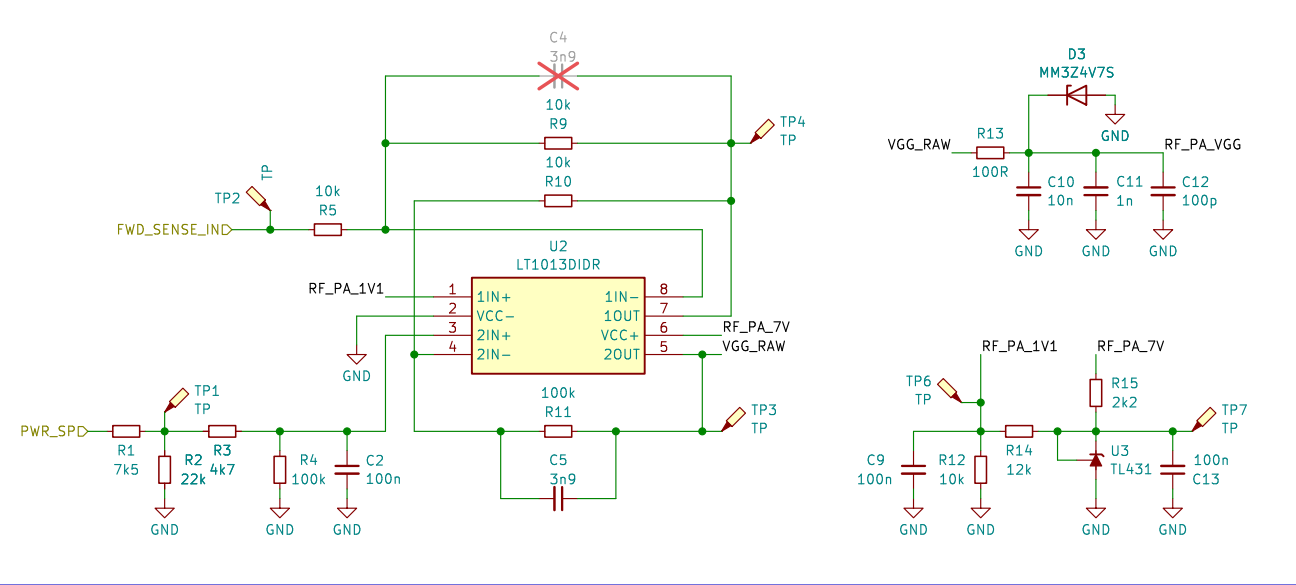 C4
3n9
10k
R9
10k
R10
TP4
TP
TP2
TP
10k
R5
FWD_SENSE_IN
U2
LT1013DIDR
RF_PA_1V1
1
1IN+
2
VCC-
3
2IN+
4
2IN-
8
1IN-
7
1OUT
6
VCC+
5
2OUT
RF_PA_7V
VGG_RAW
GND
100k
R11
TP3
TP
C5
3n9
TP1
TP
PWR_SP
R1
7k5
R2
22k
R3
4k7
R4
100k
C2
100n
GND
GND
GND
D3
MM3Z4V7S
GND
VGG_RAW
R13
100R
RF_PA_VGG
C10
10n
C11
1n
C12
100p
GND
GND
GND
RF_PA_1V1
RF_PA_7V
TP6
TP
R15
2k2
TP7
TP
C9
100n
R12
10k
R14
12k
U3
TL431
100n
C13
GND
GND
GND
GND